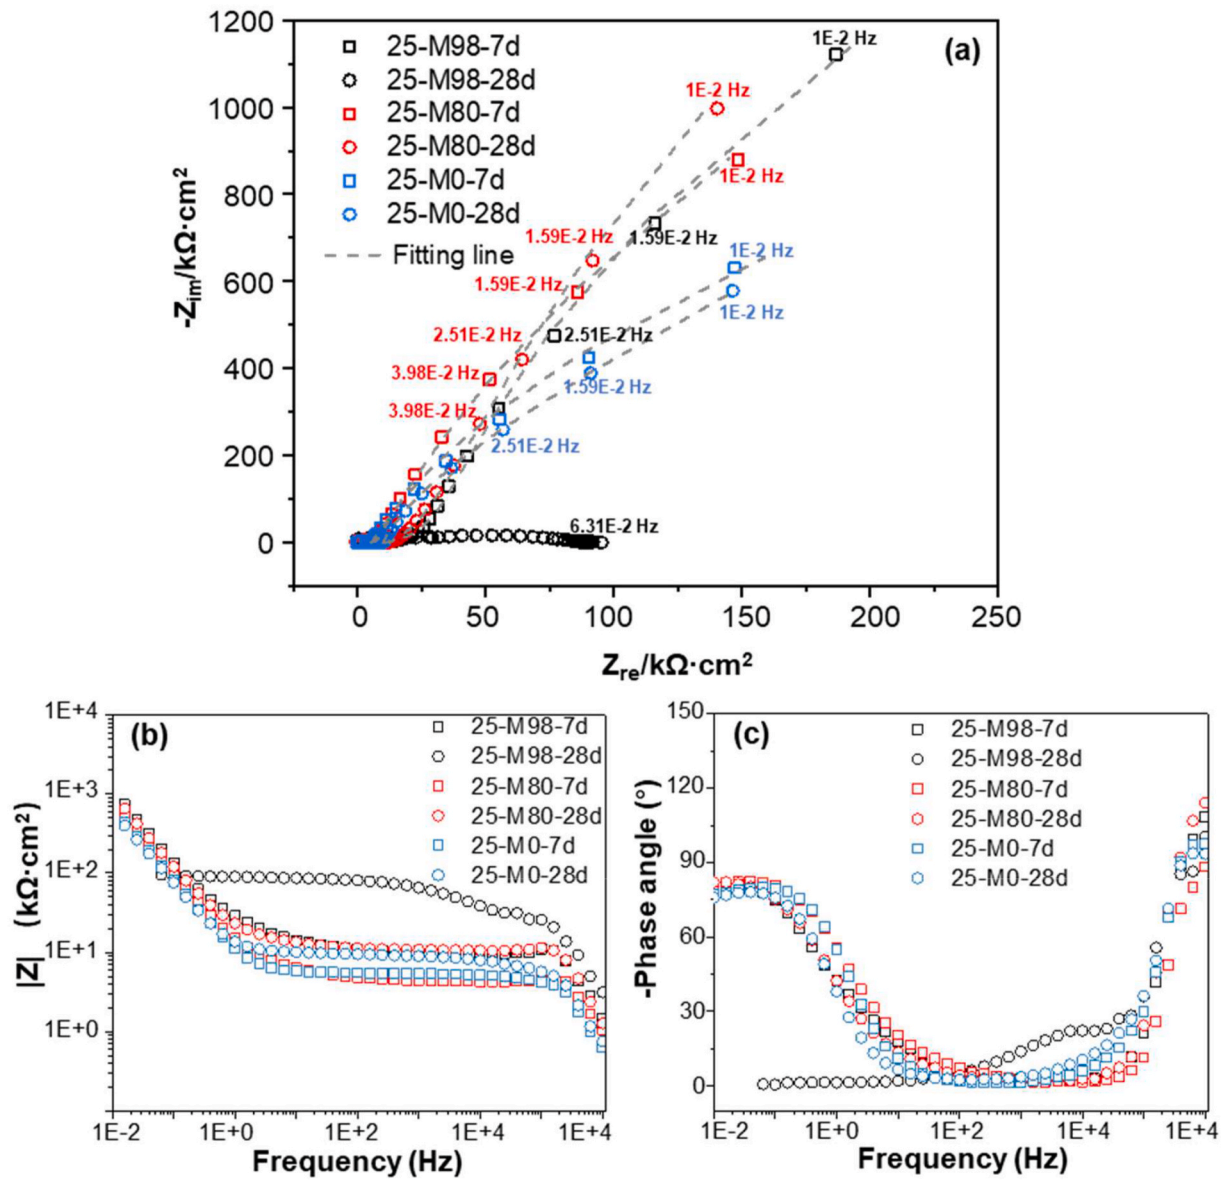 1200
1000
800
600
400
200
0
-Z_im/kΩ·cm²
25-M98-7d
25-M98-28d
25-M80-7d
25-M80-28d
25-M0-7d
25-M0-28d
Fitting line
(a)
1E-2 Hz
1E-2 Hz
1E-2 Hz
1.59E-2 Hz
1.59E-2 Hz
1.59E-2 Hz
1E-2 Hz
1E-2 Hz
2.51E-2 Hz
2.51E-2 Hz
3.98E-2 Hz
1.59E-2 Hz
3.98E-2 Hz
2.51E-2 Hz
6.31E-2 Hz
0 50 100 150 200 250
Z_re/kΩ·cm²
(b)
1E+4
1E+3
1E+2
1E+1
1E+0
|Z| (kΩ·cm²)
25-M98-7d
25-M98-28d
25-M80-7d
25-M80-28d
25-M0-7d
25-M0-28d
1E-2 1E+0 1E+2 1E+4 1E+4
Frequency (Hz)
(c)
150
120
90
60
30
0
-Phase angle (°)
25-M98-7d
25-M98-28d
25-M80-7d
25-M80-28d
25-M0-7d
25-M0-28d
1E-2 1E+0 1E+2 1E+4 1E+4
Frequency (Hz)